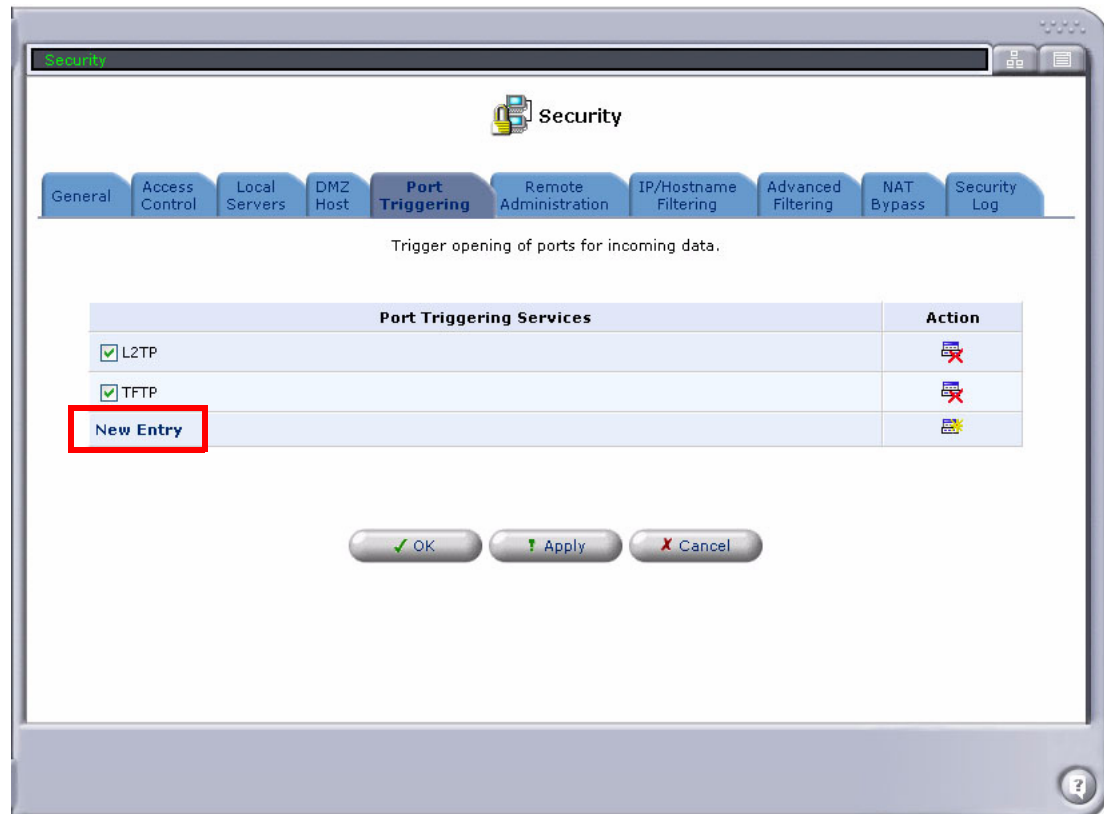 Security
Security
General
Access
Control
Local
Servers
DMZ
Host
Port
Triggering
Remote
Administration
IP/Hostname
Filtering
Advanced
Filtering
NAT
Bypass
Security
Log
Trigger opening of ports for incoming data.
Port Triggering Services
Action
L2TP
TFTP
New Entry
OK
Apply
Cancel
?